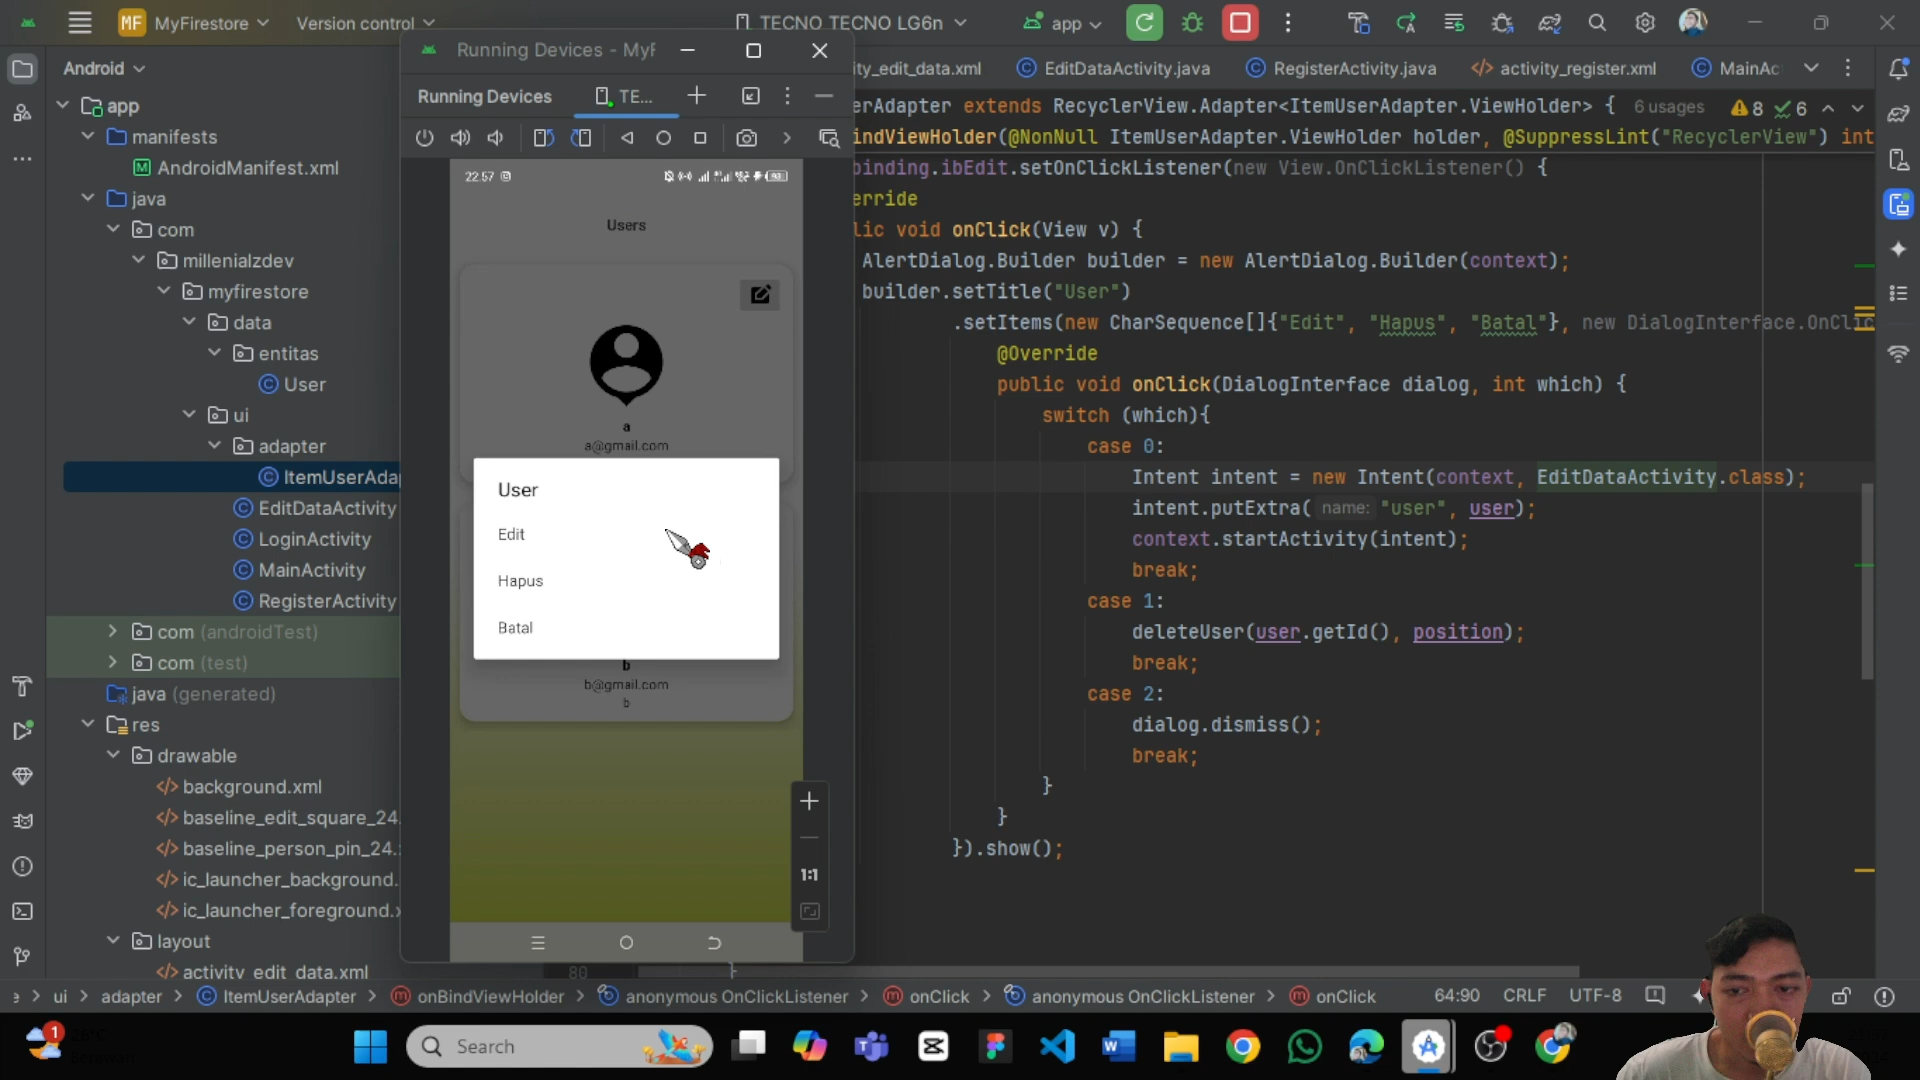 MF MyFirestore
Version control
TECNO TECNO LG6n
app
Android
app
manifests
AndroidManifest.xml
java
com
millenialzdev
myfirestore
data
entitas
User
ui
adapter
ItemUserAda
EditDataActivity
LoginActivity
MainActivity
RegisterActivity
com (androidTest)
com (test)
java (generated)
res
drawable
background.xml
baseline_edit_square_24.
baseline_person_pin_24.
ic_launcher_background.
ic_launcher_foreground.x
layout
activity_edit_data.xml
Running Devices - MyF
Running Devices
TE...
22.57
Users
a
a@gmail.com
User
Edit
Hapus
Batal
b
b@gmail.com
b
1:1
ty_edit_data.xml
EditDataActivity.java
RegisterActivity.java
activity_register.xml
MainAc
erAdapter extends RecyclerView.Adapter<ItemUserAdapter.ViewHolder> { 6 usages
8 6
indViewHolder(@NonNull ItemUserAdapter.ViewHolder holder, @SuppressLint("RecyclerView") int
binding.ibEdit.setOnClickListener(new View.OnClickListener() {
erride
lic void onClick(View v) {
AlertDialog.Builder builder = new AlertDialog.Builder(context);
builder.setTitle("User")
.setItems(new CharSequence[]{"Edit", "Hapus", "Batal"}, new DialogInterface.OnClic
@Override
public void onClick(DialogInterface dialog, int which) {
switch (which){
case 0:
Intent intent = new Intent(context, EditDataActivity.class);
intent.putExtra( name: "user", user);
context.startActivity(intent);
break;
case 1:
deleteUser(user.getId(), position);
break;
case 2:
dialog.dismiss();
break;
}
}
}).show();
80 }
e > ui > adapter > ItemUserAdapter > onBindViewHolder > anonymous OnClickListener > onClick > anonymous OnClickListener > onClick
64:90 CRLF UTF-8
1
Search